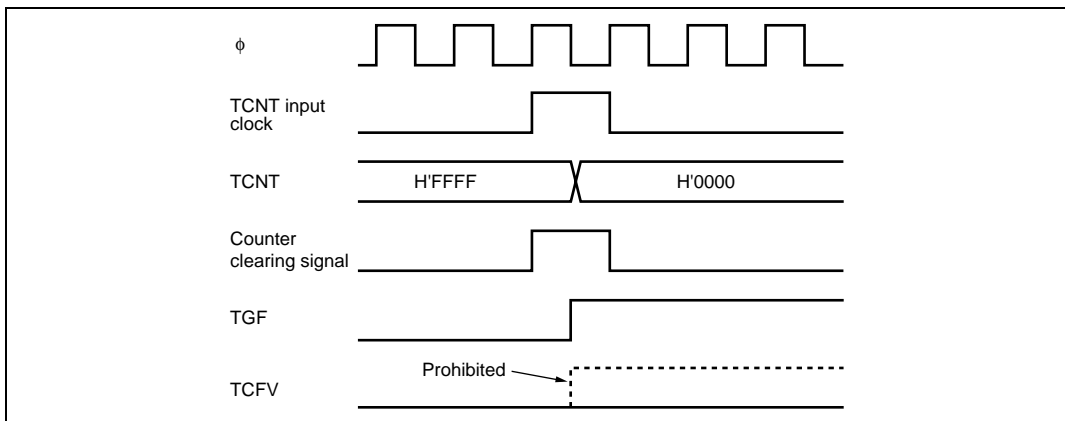 ϕ
TCNT input
clock
TCNT
H'FFFF
H'0000
Counter
clearing signal
TGF
Prohibited
TCFV